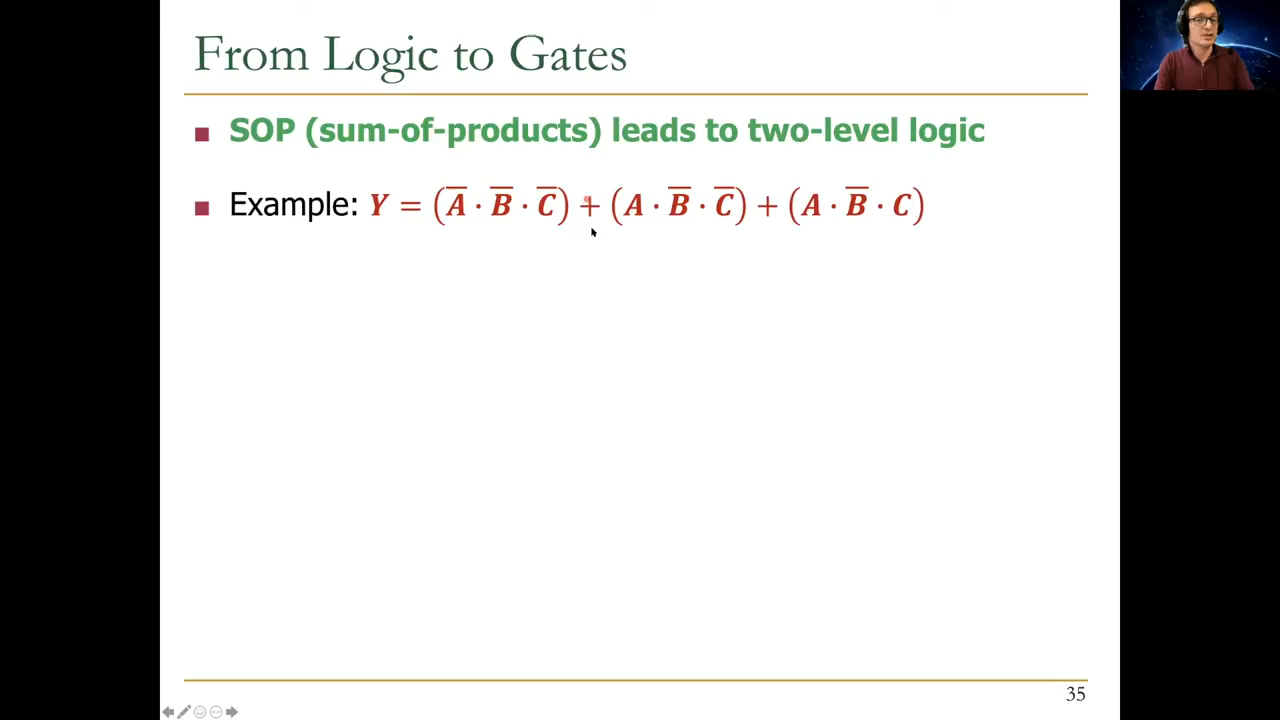 From Logic to Gates
■ SOP (sum-of-products) leads to two-level logic
■ Example: Y = (A̅ · B̅ · C̅) + (A · B̅ · C̅) + (A · B̅ · C)
35